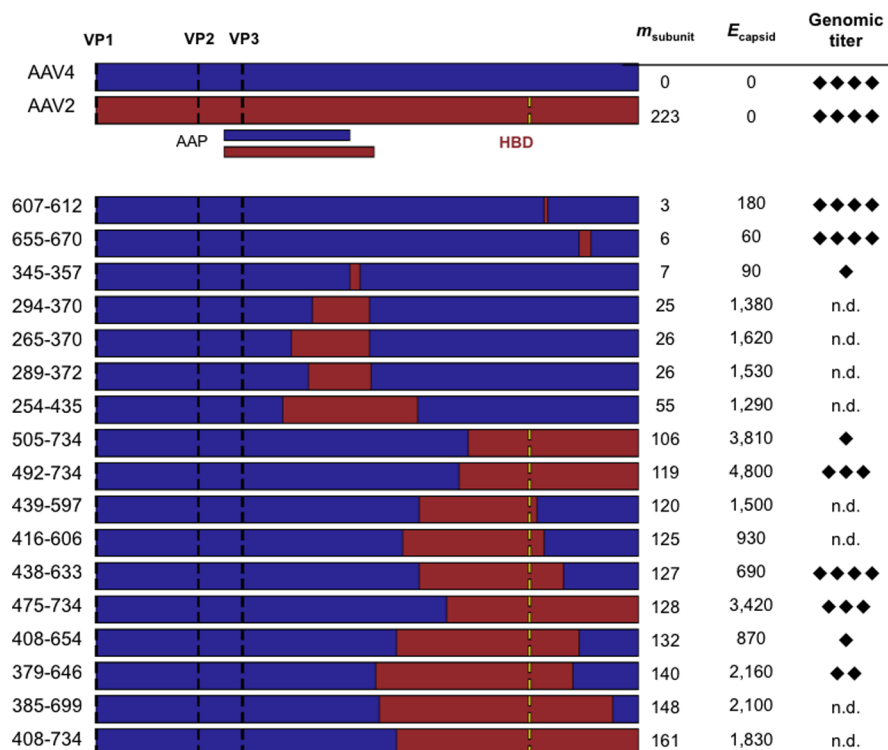 VP1 VP2 VP3 m subunit E capsid Genomic titer
AAV4 0 0 ◆◆◆◆
AAV2 223 0 ◆◆◆◆
AAP HBD
607-612 3 180 ◆◆◆◆
655-670 6 60 ◆◆◆◆
345-357 7 90 ◆
294-370 25 1,380 n.d.
265-370 26 1,620 n.d.
289-372 26 1,530 n.d.
254-435 55 1,290 n.d.
505-734 106 3,810 ◆
492-734 119 4,800 ◆◆◆
439-597 120 1,500 n.d.
416-606 125 930 n.d.
438-633 127 690 ◆◆◆◆
475-734 128 3,420 ◆◆◆
408-654 132 870 ◆
379-646 140 2,160 ◆◆
385-699 148 2,100 n.d.
408-734 161 1,830 n.d.